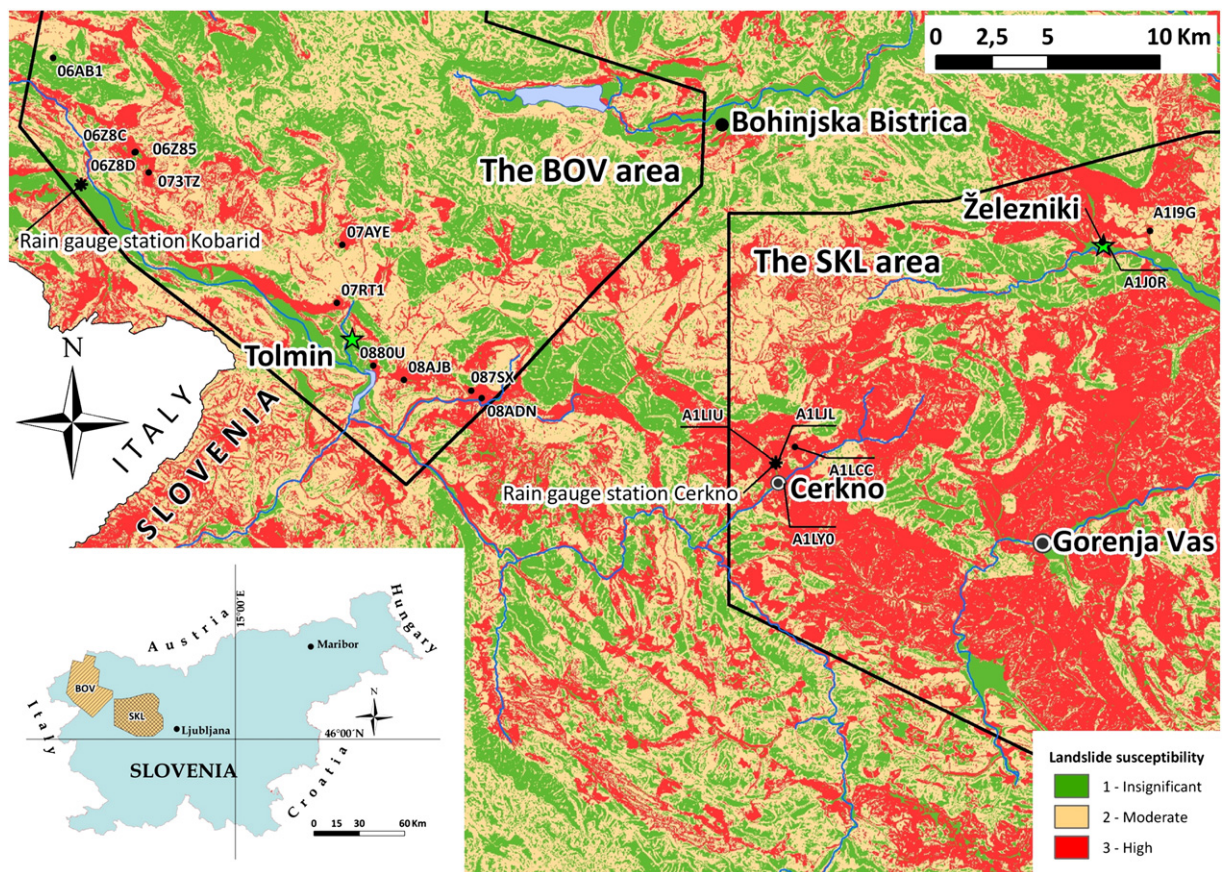 0 2,5 5 10 Km
06AB1
Bohinjska Bistrica
06Z8C
06Z85
06Z8D
073TZ
The BOV area
Železniki
A1I9G
Rain gauge station Kobarid
07AYE
The SKL area
A1J0R
07RT1
N
Tolmin
0880U
08AJB
087SX
08ADN
ITALY
SLOVENIA
A1LIU
A1LJL
A1LCC
Rain gauge station Cerkno
Cerkno
A1LY0
Gorenja Vas
15°00´E
Austria
Hungary
Maribor
BOV
SKL
Italy
Ljubljana
N
46°00´N
SLOVENIA
Croatia
0 15 30 60 Km
Landslide susceptibility
1 - Insignificant
2 - Moderate
3 - High